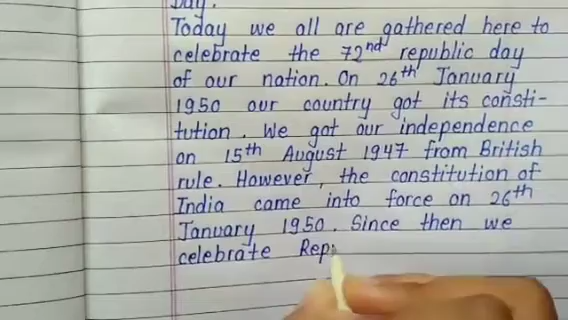 Day.
Today we all are gathered here to
celebrate the 72nd republic day
of our nation. On 26th January
1950 our country got its consti-
tution. We got our independence
on 15th August 1947 from British
rule. However, the constitution of
India came into force on 26th
January 1950. Since then we
celebrate Rep